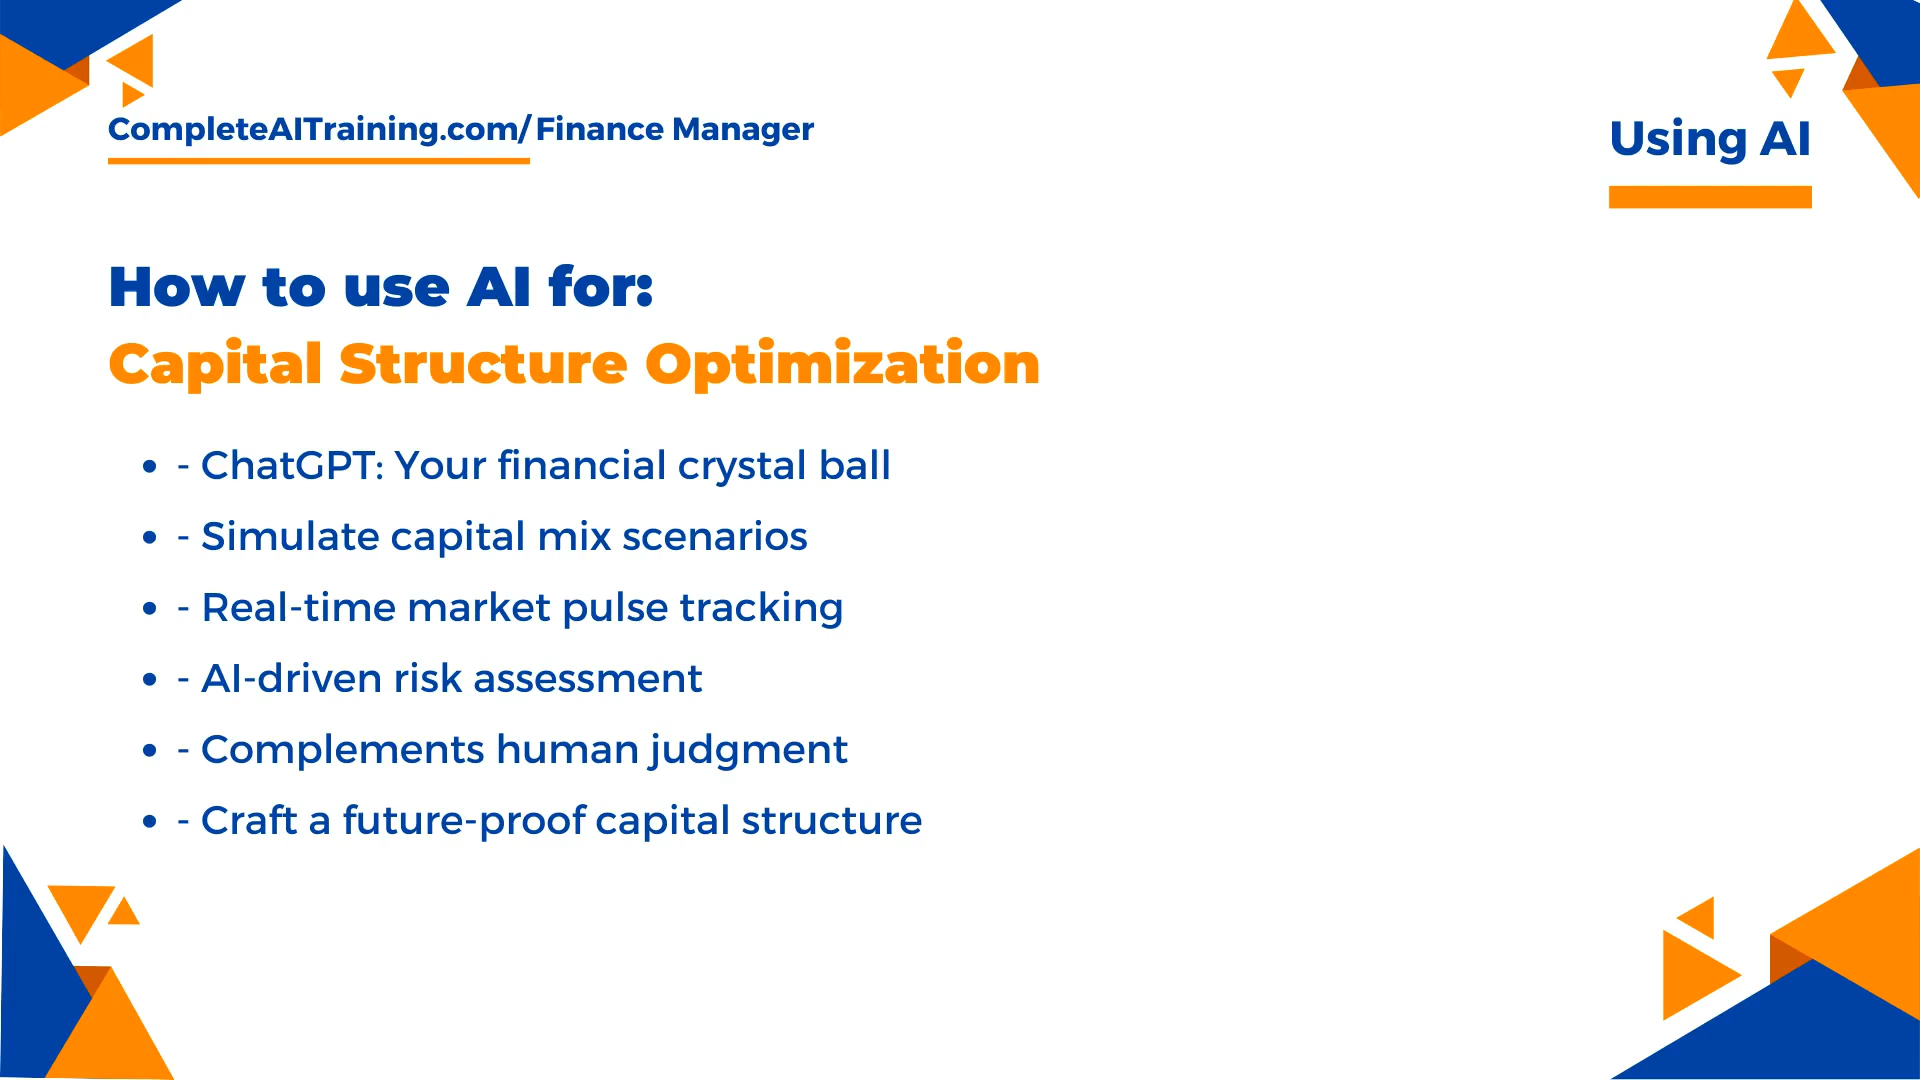 CompleteAITraining.com/ Finance Manager
Using AI
How to use AI for:
Capital Structure Optimization
• - ChatGPT: Your financial crystal ball
• - Simulate capital mix scenarios
• - Real-time market pulse tracking
• - AI-driven risk assessment
• - Complements human judgment
• - Craft a future-proof capital structure